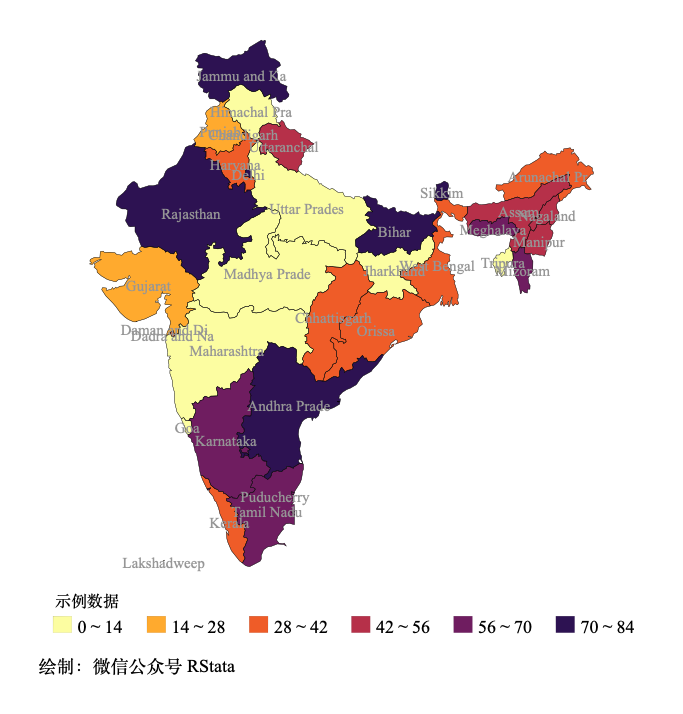 Jammu and Ka
Himachal Pra
Punjab
Chandigarh
Uttaranchal
Haryana
Delhi
Arunachal Pr
Sikkim
Rajasthan
Uttar Prades
Assam
Nagaland
Bihar
Meghalaya
Manipur
Tripura
Mizoram
West Bengal
Jharkhand
Madhya Prade
Gujarat
Chhattisgarh
Daman and Di
Dadra and Na
Orissa
Maharashtra
Andhra Prade
Goa
Karnataka
Puducherry
Tamil Nadu
Kerala
Lakshadweep
示例数据
0 ~ 14 14 ~ 28 28 ~ 42 42 ~ 56 56 ~ 70 70 ~ 84
绘制：微信公众号 RStata